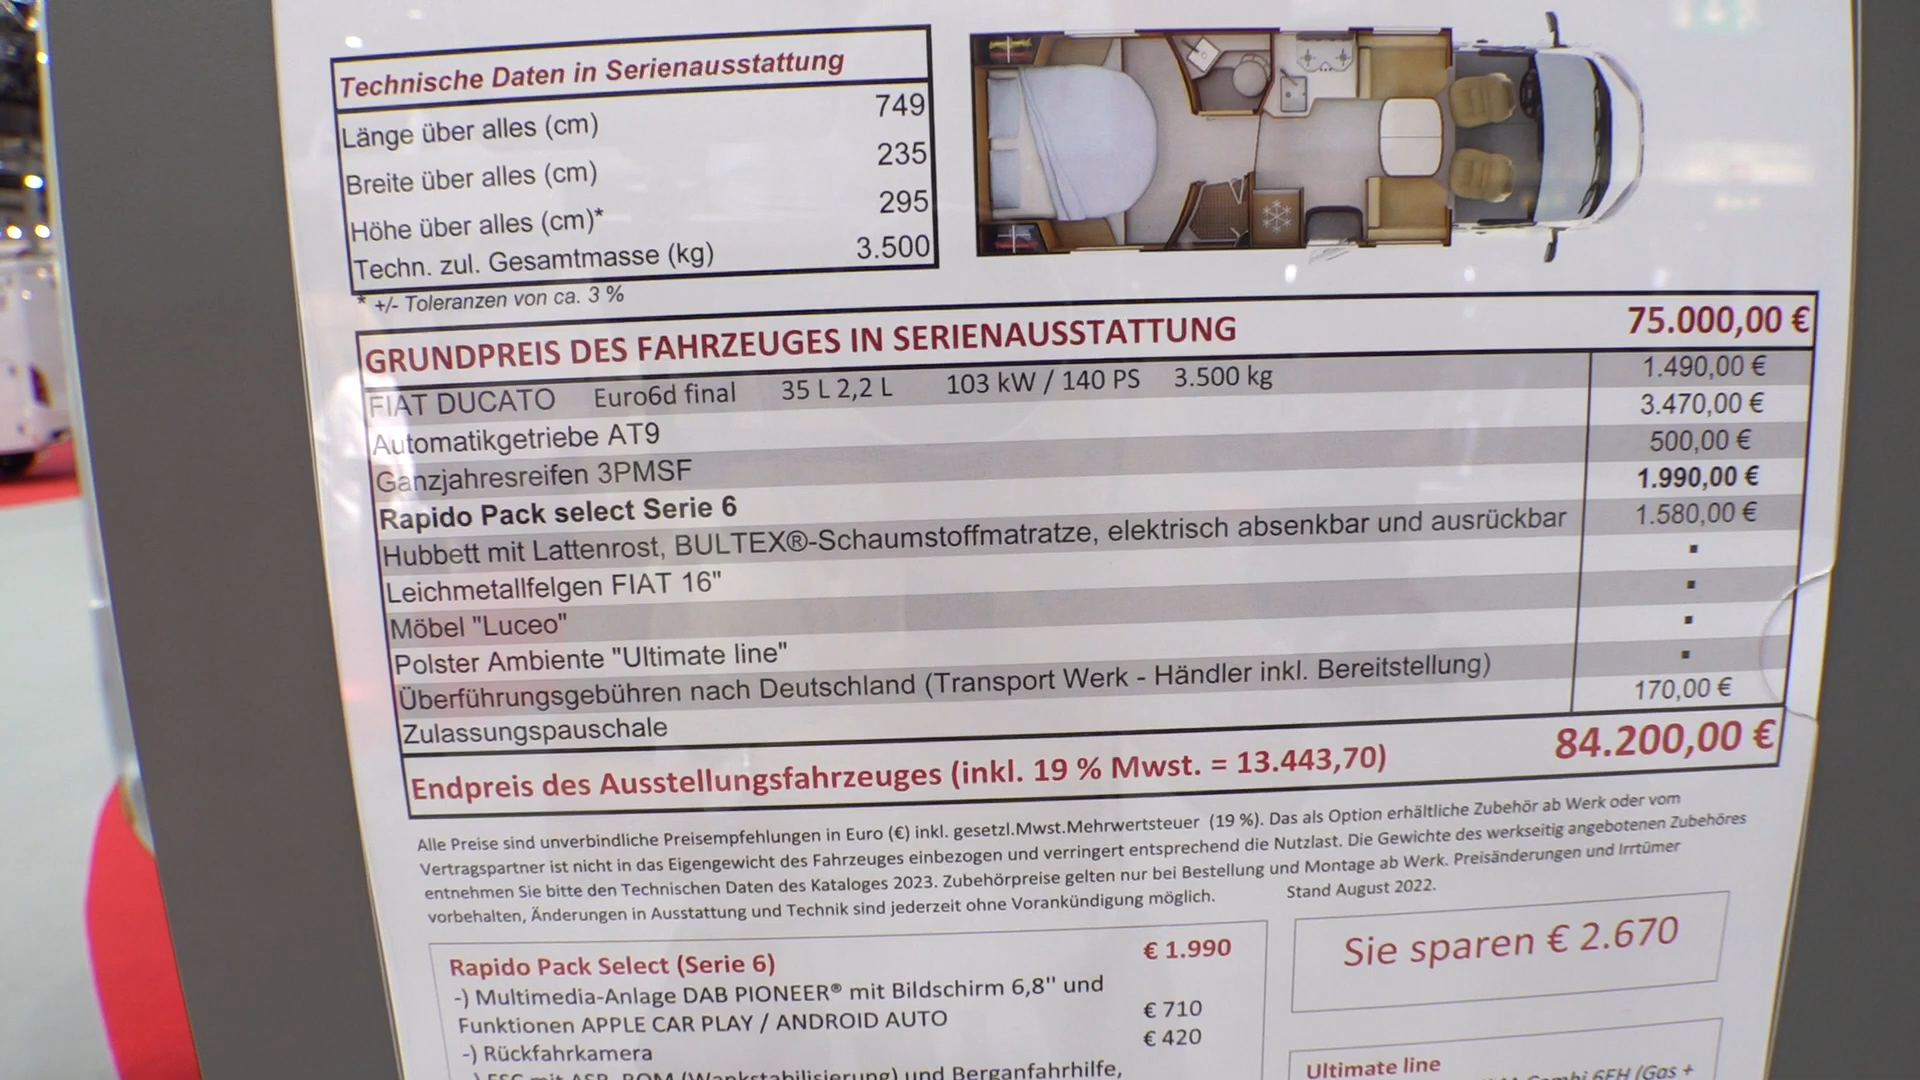 Technische Daten in Serienausstattung
Länge über alles (cm) 749
Breite über alles (cm) 235
Höhe über alles (cm)* 295
Techn. zul. Gesamtmasse (kg) 3.500
* +/- Toleranzen von ca. 3 %
GRUNDPREIS DES FAHRZEUGES IN SERIENAUSSTATTUNG 75.000,00 €
FIAT DUCATO Euro6d final 35 L 2,2 L 103 kW / 140 PS 3.500 kg 1.490,00 €
Automatikgetriebe AT9 3.470,00 €
Ganzjahresreifen 3PMSF 500,00 €
Rapido Pack select Serie 6 1.990,00 €
Hubbett mit Lattenrost, BULTEX®-Schaumstoffmatratze, elektrisch absenkbar und ausrückbar 1.580,00 €
Leichmetallfelgen FIAT 16" ▪
Möbel "Luceo" ▪
Polster Ambiente "Ultimate line" ▪
Überführungsgebühren nach Deutschland (Transport Werk - Händler inkl. Bereitstellung) ▪
Zulassungspauschale 170,00 €
Endpreis des Ausstellungsfahrzeuges (inkl. 19 % Mwst. = 13.443,70) 84.200,00 €
Alle Preise sind unverbindliche Preisempfehlungen in Euro (€) inkl. gesetzl.Mwst.Mehrwertsteuer (19 %). Das als Option erhältliche Zubehör ab Werk oder vom
Vertragspartner ist nicht in das Eigengewicht des Fahrzeuges einbezogen und verringert entsprechend die Nutzlast. Die Gewichte des werkseitig angebotenen Zubehöres
entnehmen Sie bitte den Technischen Daten des Kataloges 2023. Zubehörpreise gelten nur bei Bestellung und Montage ab Werk. Preisänderungen und Irrtümer
vorbehalten, Änderungen in Ausstattung und Technik sind jederzeit ohne Vorankündigung möglich. Stand August 2022.
Rapido Pack Select (Serie 6) € 1.990
-) Multimedia-Anlage DAB PIONEER® mit Bildschirm 6,8'' und
Funktionen APPLE CAR PLAY / ANDROID AUTO € 710
-) Rückfahrkamera € 420
-) ESC mit ASR, ROM (Wankstabilisierung) und Berganfahrhilfe,
Sie sparen € 2.670
Ultimate line
Combi 6EH (Gas +